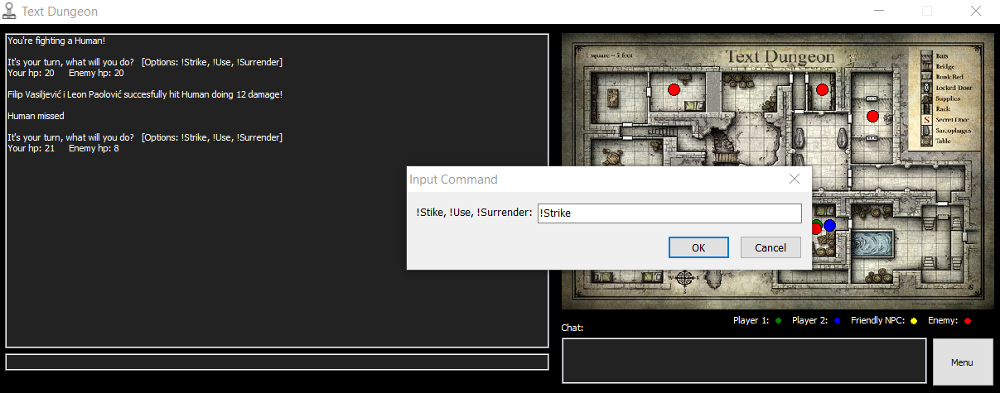 Text Dungeon
You're fighting a Human!
It's your turn, what will you do? [Options: !Strike, !Use, !Surrender]
Your hp: 20 Enemy hp: 20
Filip Vasiljević i Leon Paolović succesfully hit Human doing 12 damage!
Human missed
It's your turn, what will you do? [Options: !Strike, !Use, !Surrender]
Your hp: 21 Enemy hp: 8
1 square = 5 feet
Text Dungeon
Bars
Bridge
Bunk Bed
Locked Door
Supplies
Rack
S Secret Door
Sarcophagus
Table
Input Command
!Stike, !Use, !Surrender: !Strike
OK Cancel
S
S
Player 1: Player 2: Friendly NPC: Enemy:
Chat:
Menu